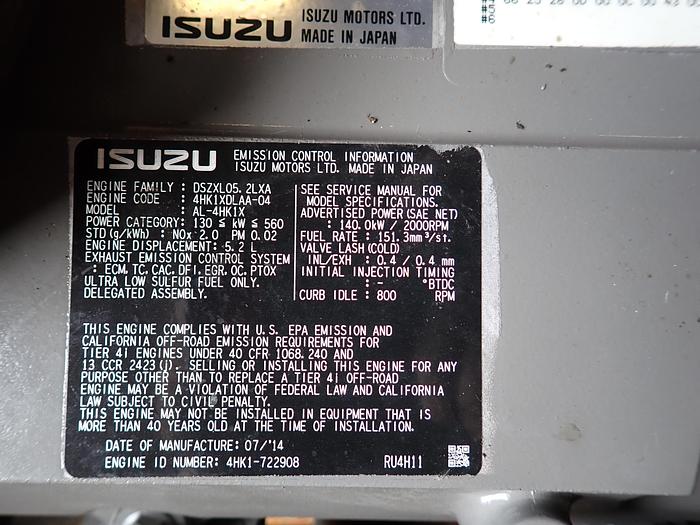 ISUZU ISUZU MOTORS LTD.
MADE IN JAPAN
ISUZU EMISSION CONTROL INFORMATION
ISUZU MOTORS LTD. MADE IN JAPAN
ENGINE FAMILY : DSZXL05.2LXA
ENGINE CODE : 4HK1XDLAA-04
MODEL : AL-4HK1X
POWER CATEGORY: 130 ≤ kW ≤ 560
STD(g/kWh) : NOx 2.0 PM 0.02
ENGINE DISPLACEMENT: 5.2 L
EXHAUST EMISSION CONTROL SYSTEM
: ECM, TC, CAC, DFI, EGR, OC, PTOX
ULTRA LOW SULFUR FUEL ONLY.
DELEGATED ASSEMBLY.
SEE SERVICE MANUAL FOR
MODEL SPECIFICATIONS.
ADVERTISED POWER(SAE NET)
: 140.0kW / 2000RPM
FUEL RATE : 151.3mm³/st.
VALVE LASH(COLD)
INL/EXH : 0.4 / 0.4 mm
INITIAL INJECTION TIMING
: - °BTDC
CURB IDLE : 800 RPM
THIS ENGINE COMPLIES WITH U.S. EPA EMISSION AND
CALIFORNIA OFF-ROAD EMISSION REQUIREMENTS FOR
TIER 4i ENGINES UNDER 40 CFR 1068.240 AND
13 CCR 2423(j). SELLING OR INSTALLING THIS ENGINE FOR ANY
PURPOSE OTHER THAN TO REPLACE A TIER 4i OFF-ROAD
ENGINE MAY BE A VIOLATION OF FEDERAL LAW AND CALIFORNIA
LAW SUBJECT TO CIVIL PENALTY.
THIS ENGINE MAY NOT BE INSTALLED IN EQUIPMENT THAT IS
MORE THAN 40 YEARS OLD AT THE TIME OF INSTALLATION.
DATE OF MANUFACTURE: 07/'14
ENGINE ID NUMBER: 4HK1-722908 RU4H11